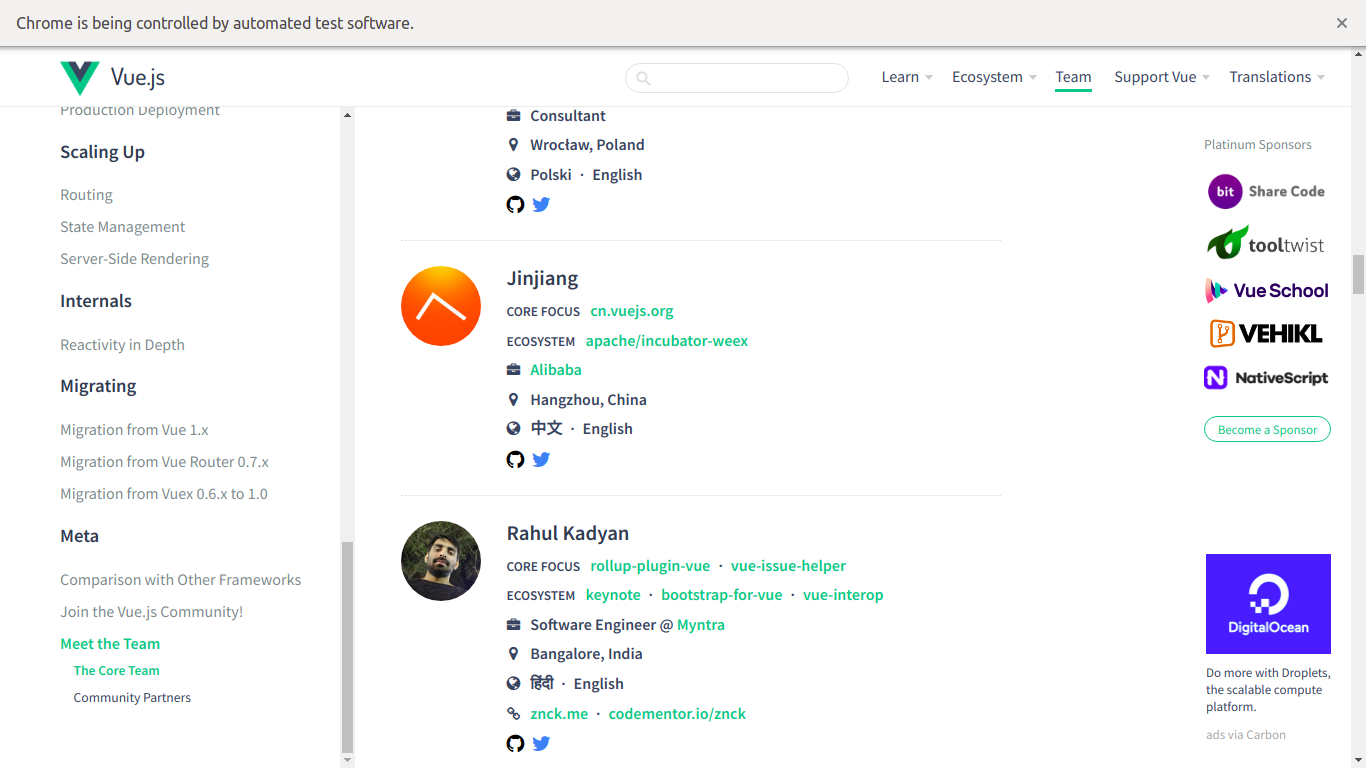 Chrome is being controlled by automated test software.
Vue.js
Learn
Ecosystem
Team
Support Vue
Translations
Production Deployment
Scaling Up
Routing
State Management
Server-Side Rendering
Internals
Reactivity in Depth
Migrating
Migration from Vue 1.x
Migration from Vue Router 0.7.x
Migration from Vuex 0.6.x to 1.0
Meta
Comparison with Other Frameworks
Join the Vue.js Community!
Meet the Team
The Core Team
Community Partners
Consultant
Wrocław, Poland
Polski · English
Jinjiang
CORE FOCUS cn.vuejs.org
ECOSYSTEM apache/incubator-weex
Alibaba
Hangzhou, China
中文 · English
Rahul Kadyan
CORE FOCUS rollup-plugin-vue · vue-issue-helper
ECOSYSTEM keynote · bootstrap-for-vue · vue-interop
Software Engineer @ Myntra
Bangalore, India
हिंदी · English
znck.me · codementor.io/znck
Platinum Sponsors
bit Share Code
tooltwist
Vue School
VEHIKL
NativeScript
Become a Sponsor
DigitalOcean
Do more with Droplets,
the scalable compute
platform.
ads via Carbon